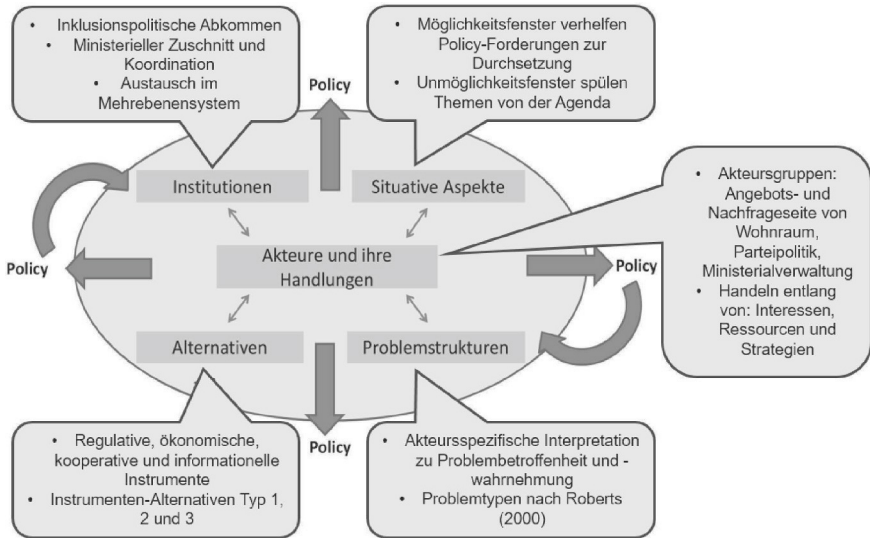 • Inklusionspolitische Abkommen
• Ministerieller Zuschnitt und
Koordination
• Austausch im
Mehrebenensystem
• Möglichkeitsfenster verhelfen
Policy-Forderungen zur
Durchsetzung
• Unmöglichkeitsfenster spülen
Themen von der Agenda
Policy
Institutionen
Situative Aspekte
• Akteursgruppen:
Angebots- und
Nachfrageseite von
Wohnraum,
Parteipolitik,
Ministerialverwaltung
• Handeln entlang
von: Interessen,
Ressourcen und
Strategien
Policy
Akteure und ihre
Handlungen
Policy
Alternativen
Problemstrukturen
Policy
• Regulative, ökonomische,
kooperative und informationelle
Instrumente
• Instrumenten-Alternativen Typ 1,
2 und 3
• Akteursspezifische Interpretation
zu Problembetroffenheit und -
wahrnehmung
• Problemtypen nach Roberts
(2000)